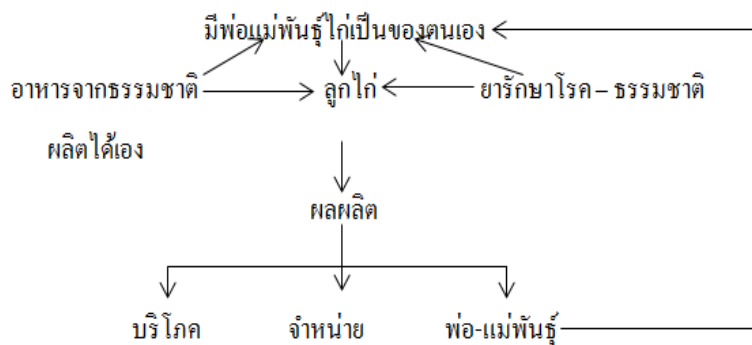 มีพ่อแม่พันธุ์ไก่เป็นของตนเอง
อาหารจากธรรมชาติ ลูกไก่ ยารักษาโรค – ธรรมชาติ
ผลิตได้เอง
ผลผลิต
บริโภค จำหน่าย พ่อ-แม่พันธุ์